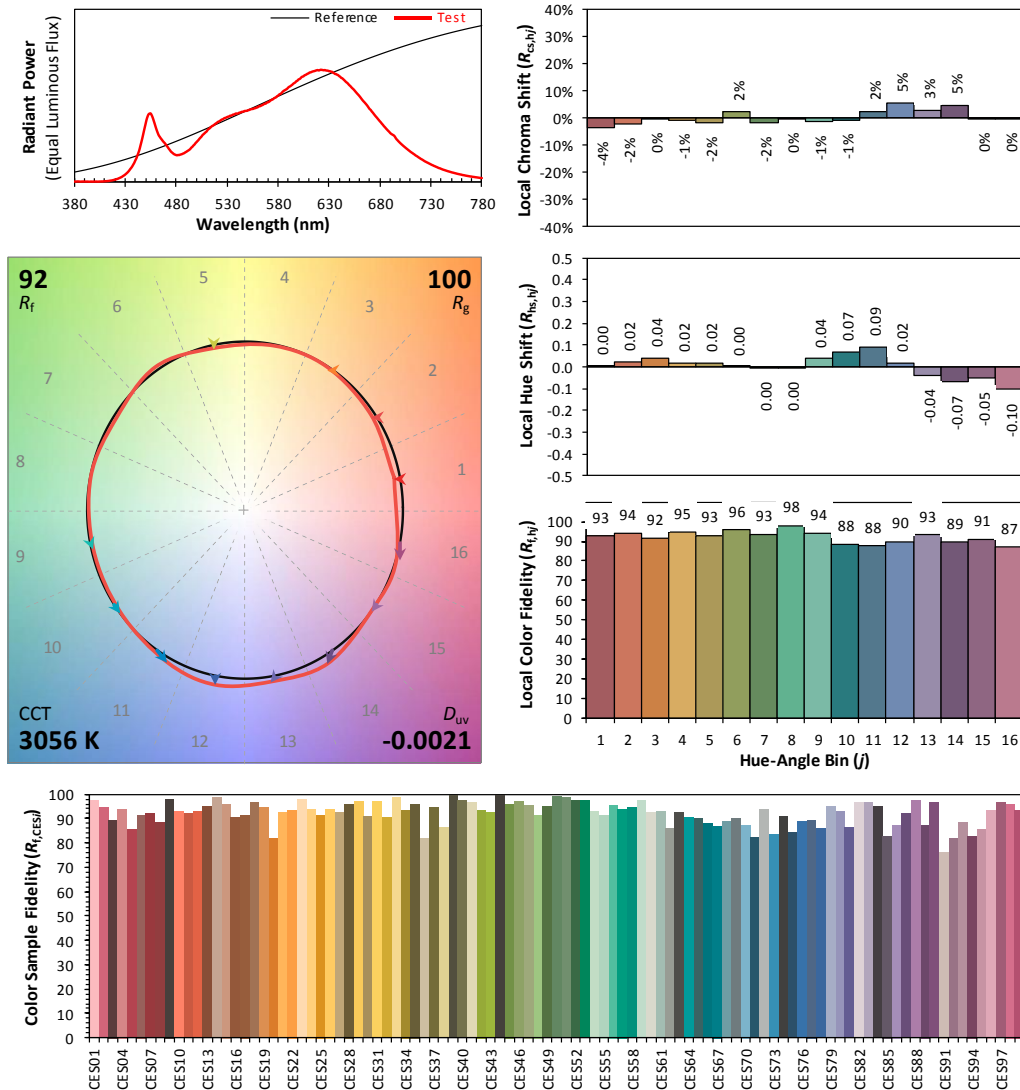 Reference
Test
Radiant Power
(Equal Luminous Flux)
380 430 480 530 580 630 680 730 780
Wavelength (nm)
Local Chroma Shift (Rcs,hj)
40%
30%
20%
10%
0%
-10%
-20%
-30%
-40%
-4% -2% 0% -1% -2% 2% -2% 0% -1% -1% 2% 5% 3% 5% 0% 0%
92
Rf
100
Rg
CCT
3056 K
Duv
-0.0021
1
2
3
4
5
6
7
8
9
10
11
12
13
14
15
16
Local Hue Shift (Rhs,hj)
0.5
0.4
0.3
0.2
0.1
0.0
-0.1
-0.2
-0.3
-0.4
-0.5
0.00 0.02 0.04 0.02 0.02 0.00 0.00 0.00 0.04 0.07 0.09 0.02 -0.04 -0.07 -0.05 -0.10
Local Color Fidelity (Rf,hj)
100
90
80
70
60
50
40
30
20
10
0
93 94 92 95 93 96 93 98 94 88 88 90 93 89 91 87
1 2 3 4 5 6 7 8 9 10 11 12 13 14 15 16
Hue-Angle Bin (j)
Color Sample Fidelity (Rf,CESi)
100
90
80
70
60
50
40
30
20
10
0
CES01 CES04 CES07 CES10 CES13 CES16 CES19 CES22 CES25 CES28 CES31 CES34 CES37 CES40 CES43 CES46 CES49 CES52 CES55 CES58 CES61 CES64 CES67 CES70 CES73 CES76 CES79 CES82 CES85 CES88 CES91 CES94 CES97